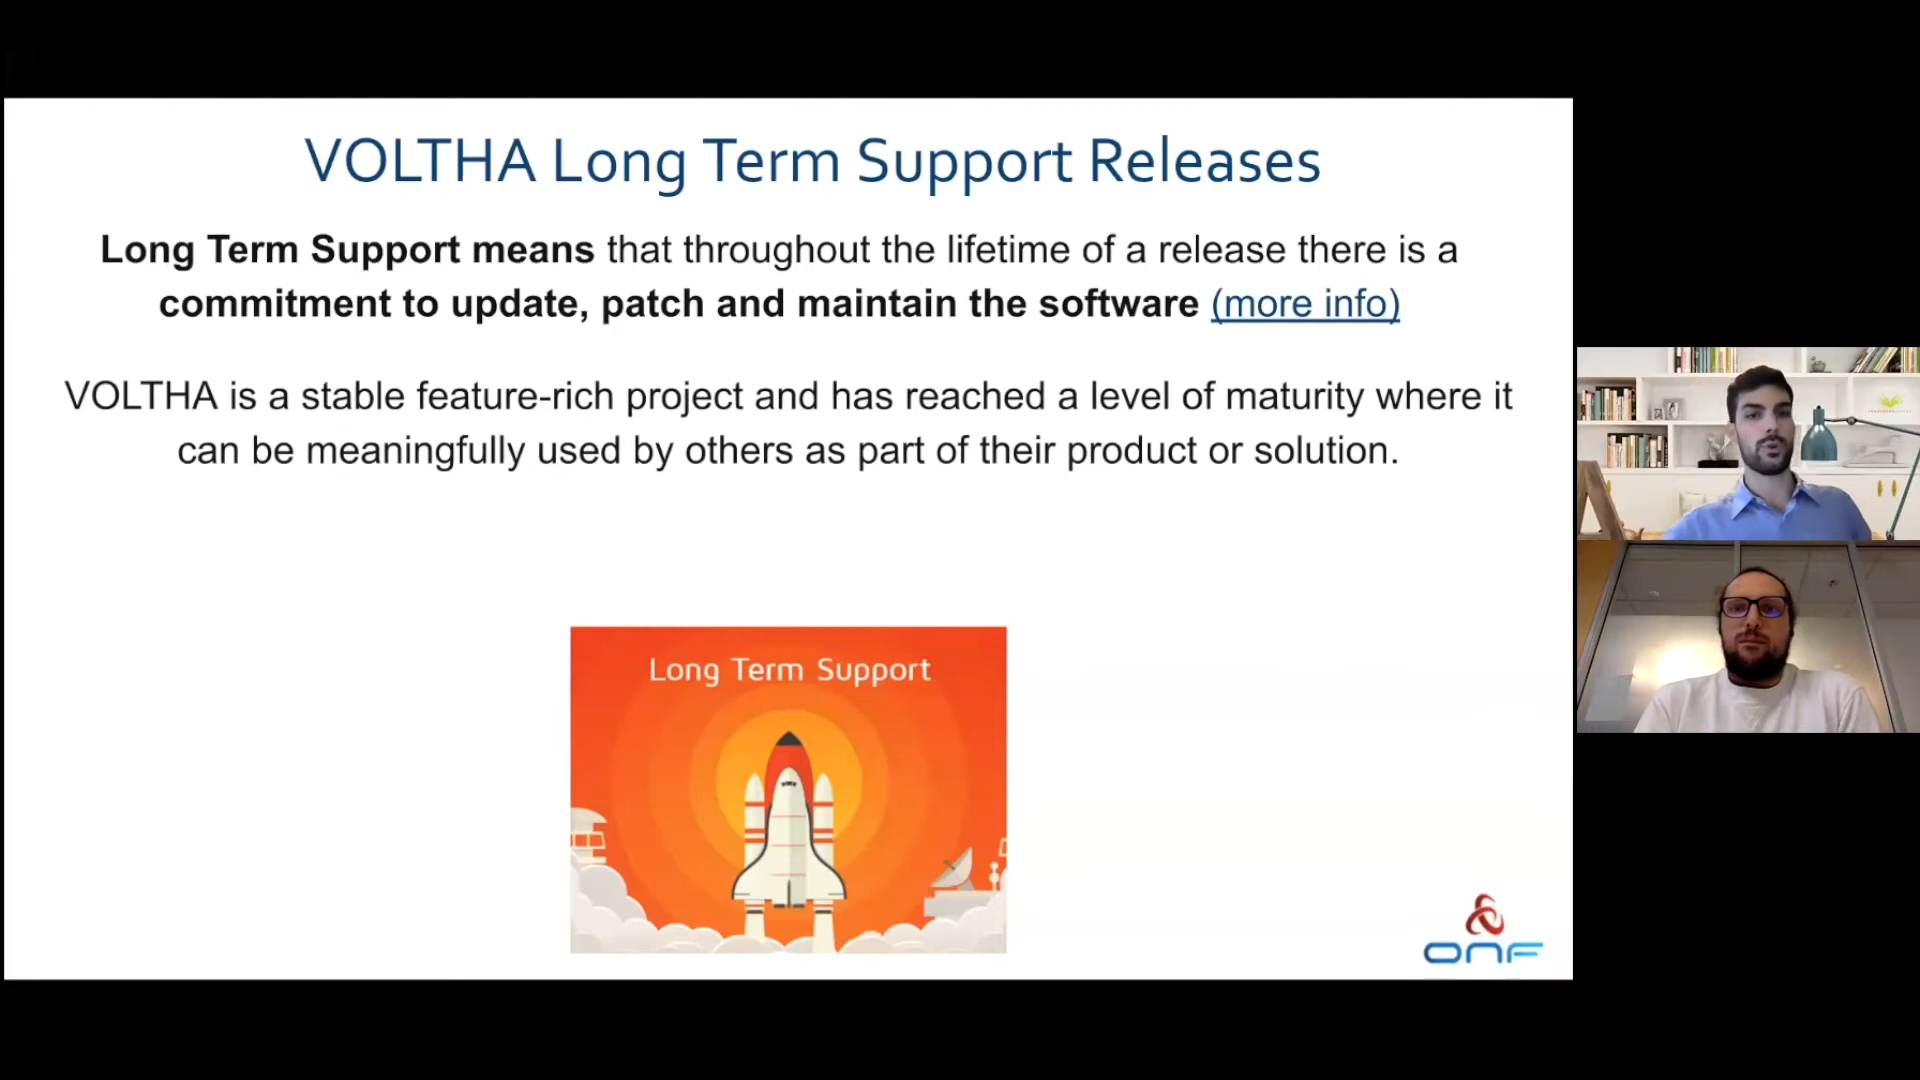 VOLTHA Long Term Support Releases
Long Term Support means that throughout the lifetime of a release there is a
commitment to update, patch and maintain the software (more info)
VOLTHA is a stable feature-rich project and has reached a level of maturity where it
can be meaningfully used by others as part of their product or solution.
Long Term Support
ONF